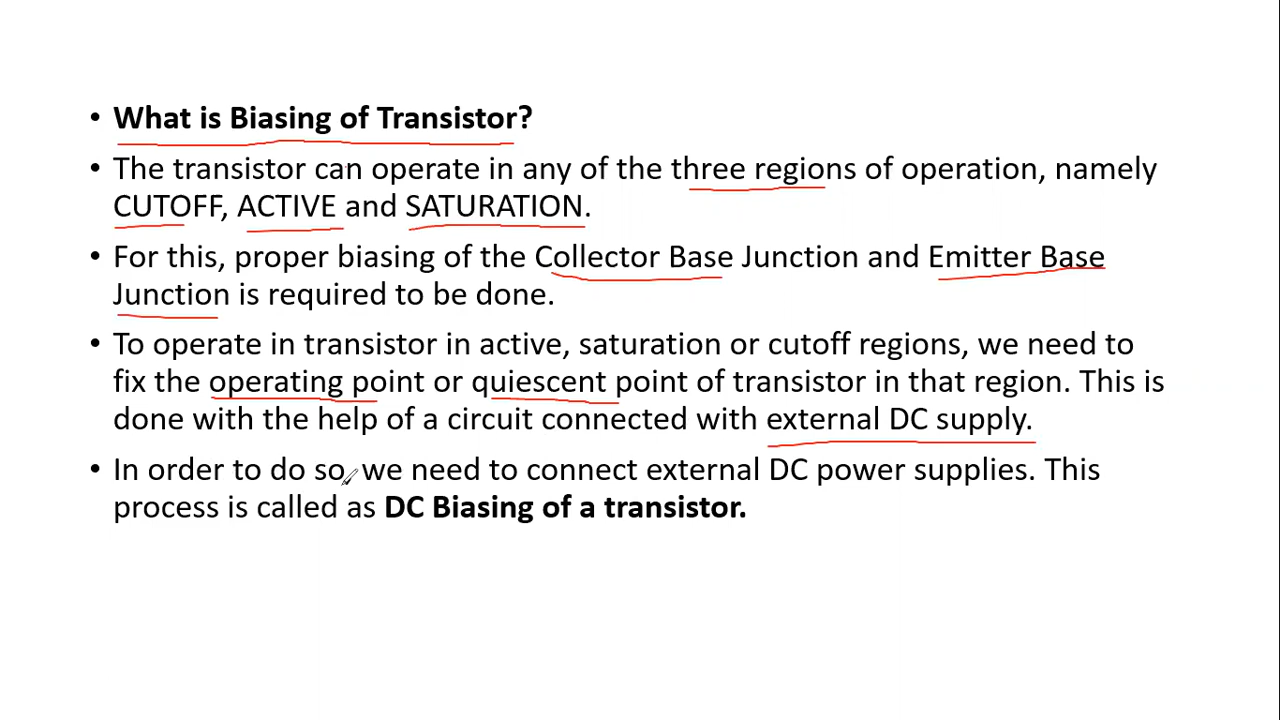 • What is Biasing of Transistor?
• The transistor can operate in any of the three regions of operation, namely
CUTOFF, ACTIVE and SATURATION.
• For this, proper biasing of the Collector Base Junction and Emitter Base
Junction is required to be done.
• To operate in transistor in active, saturation or cutoff regions, we need to
fix the operating point or quiescent point of transistor in that region. This is
done with the help of a circuit connected with external DC supply.
• In order to do so, we need to connect external DC power supplies. This
process is called as DC Biasing of a transistor.